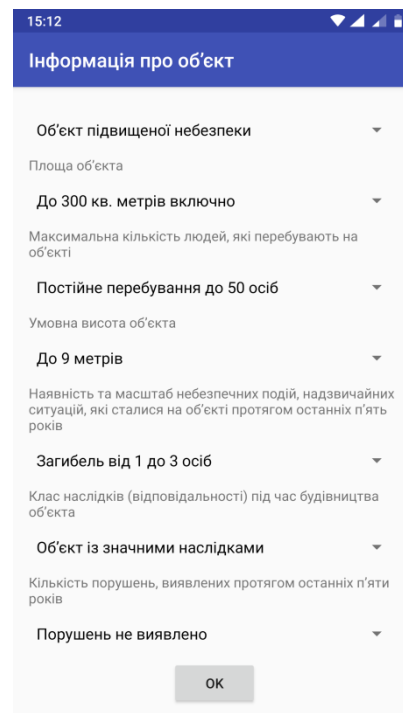 15:12
Інформація про об'єкт
Об'єкт підвищеної небезпеки
Площа об'єкта
До 300 кв. метрів включно
Максимальна кількість людей, які перебувають на
об'єкті
Постійне перебування до 50 осіб
Умовна висота об'єкта
До 9 метрів
Наявність та масштаб небезпечних подій, надзвичайних
ситуацій, які сталися на об'єкті протягом останніх п'ять
років
Загибель від 1 до 3 осіб
Клас наслідків (відповідальності) під час будівництва
об'єкта
Об'єкт із значними наслідками
Кількість порушень, виявлених протягом останніх п'яти
років
Порушень не виявлено
OK